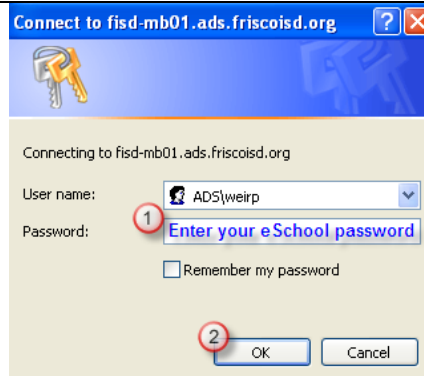 Connect to fisd-mb01.ads.friscoisd.org
Connecting to fisd-mb01.ads.friscoisd.org
User name:
ADS\weirp
Password:
1
Enter your eSchool password
Remember my password
2
OK
Cancel